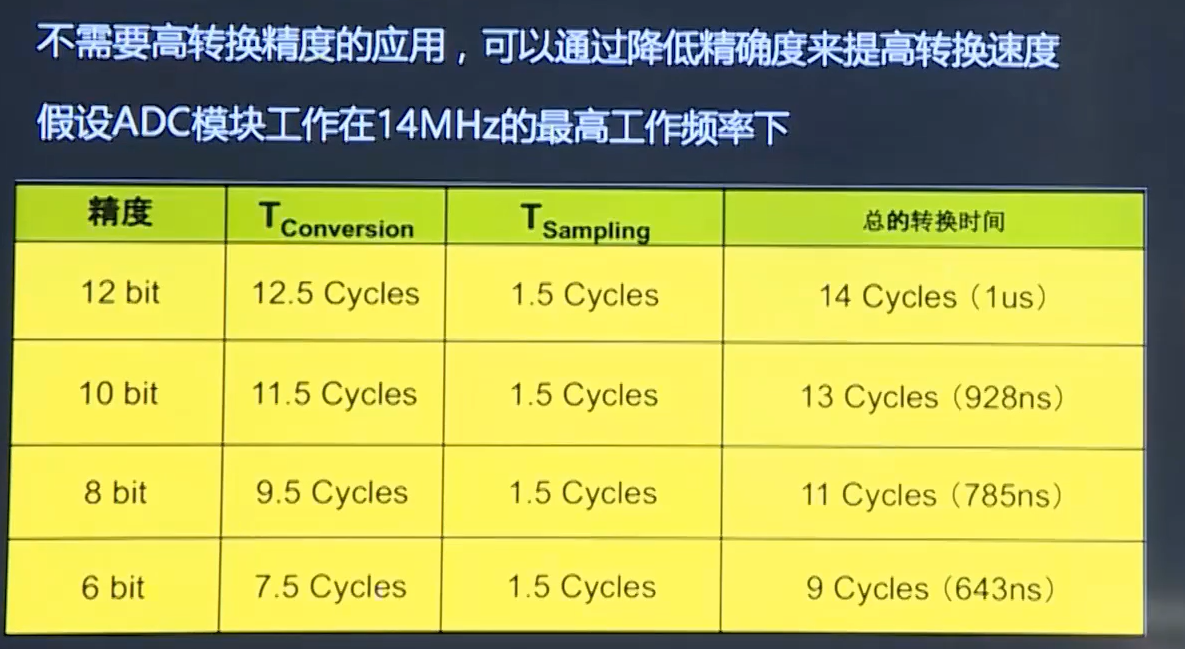 不需要高转换精度的应用，可以通过降低精确度来提高转换速度
假设ADC模块工作在14MHz的最高工作频率下
精度 TConversion TSampling 总的转换时间
12 bit 12.5 Cycles 1.5 Cycles 14 Cycles（1us）
10 bit 11.5 Cycles 1.5 Cycles 13 Cycles（928ns）
8 bit 9.5 Cycles 1.5 Cycles 11 Cycles（785ns）
6 bit 7.5 Cycles 1.5 Cycles 9 Cycles（643ns）